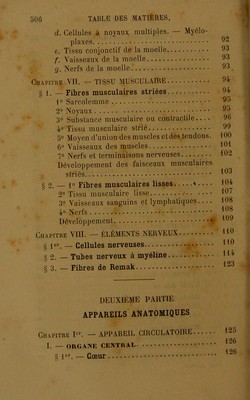 506 TABLE DES MATIÈRES.
d. Cellules à noyaux multiples. — Myélo-
plaxes. 92
e. Tissu conjonctif de la moelle. 93
f. Vaisseaux de la moelle. 93
g. Nerfs de la moelle. 93
CHAPITRE VII. — TISSU MUSCULAIRE. 94
§ 1. — Fibres musculaires striées. 94
1° Sarcolemme. 95
2° Noyaux. 95
3° Substance musculaire ou contractile. 96
4° Tissu musculaire strié. 99
5° Moyen d'union des muscles et des tendons. 100
6° Vaisseaux des muscles. 101
7° Nerfs et terminaisons nerveuses. 102
Développement des faisceaux musculaires
striés. 103
§ 2. — 1° Fibres musculaires lisses. 104
2° Tissu musculaire lisse. 107
3° Vaisseaux sanguins et lymphatiques. 108
4° Nerfs. 108
Développement. 109
CHAPITRE VIII. — ÉLÉMENTS NERVEUX. 110
§ 1er. — Cellules nerveuses. 110
§ 2. — Tubes nerveux à myéline. 114
§ 3. — Fibres de Remak. 123
DEUXIÈME PARTIE
APPAREILS ANATOMIQUES
CHAPITRE Ier. — APPAREIL CIRCULATOIRE. 125
I. — ORGANE CENTRAL. 126
§ 1er. — Cœur. 126